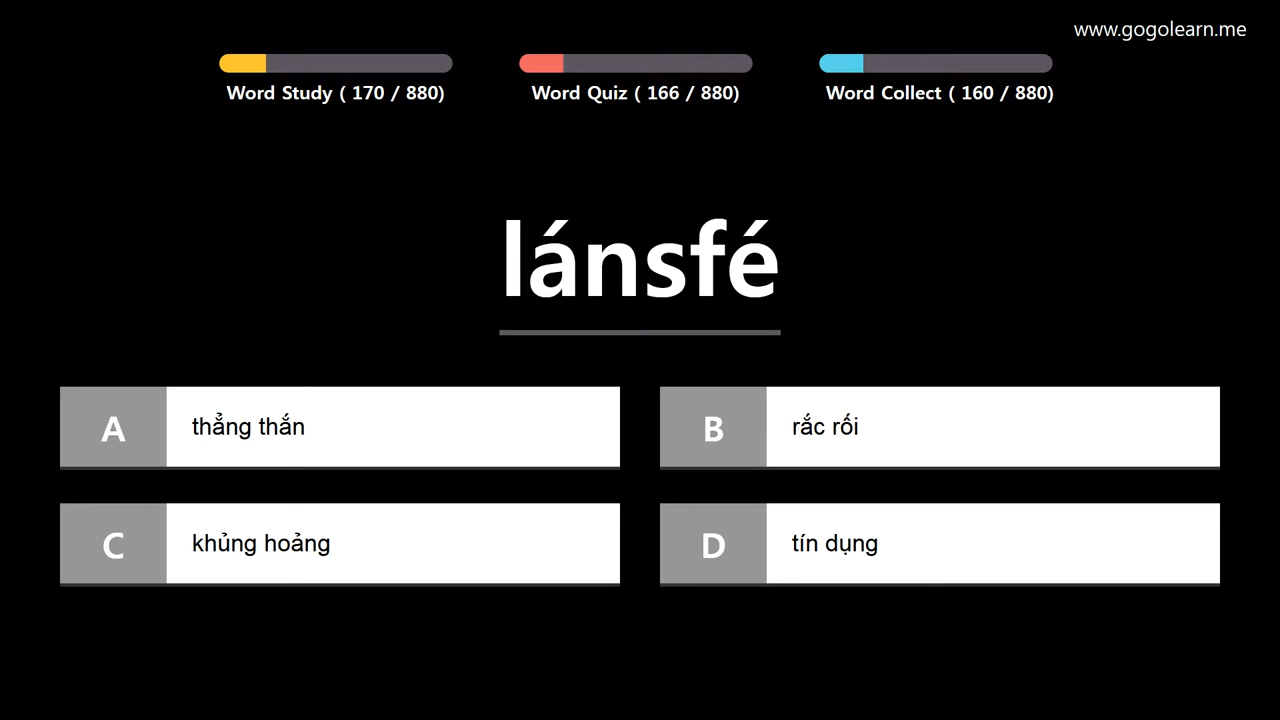 www.gogolearn.me
Word Study ( 170 / 880)
Word Quiz ( 166 / 880)
Word Collect ( 160 / 880)
lánsfé
A thẳng thắn
B rắc rối
C khủng hoảng
D tín dụng